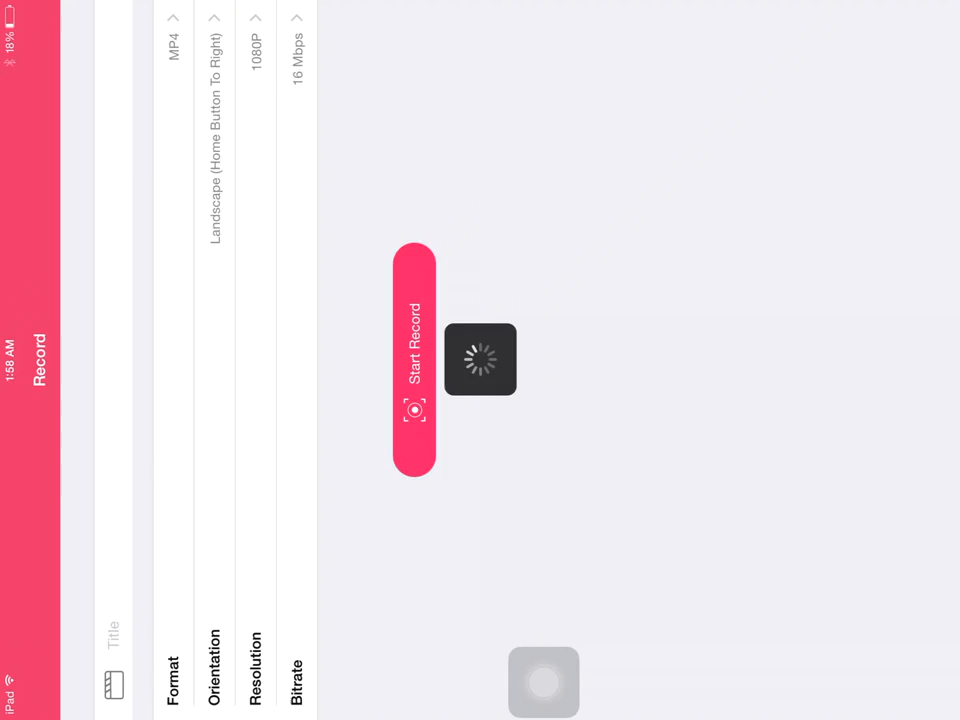 iPad
1:58 AM
18%
Record
Title
Format
MP4
Orientation
Landscape (Home Button To Right)
Resolution
1080P
Bitrate
16 Mbps
Start Record